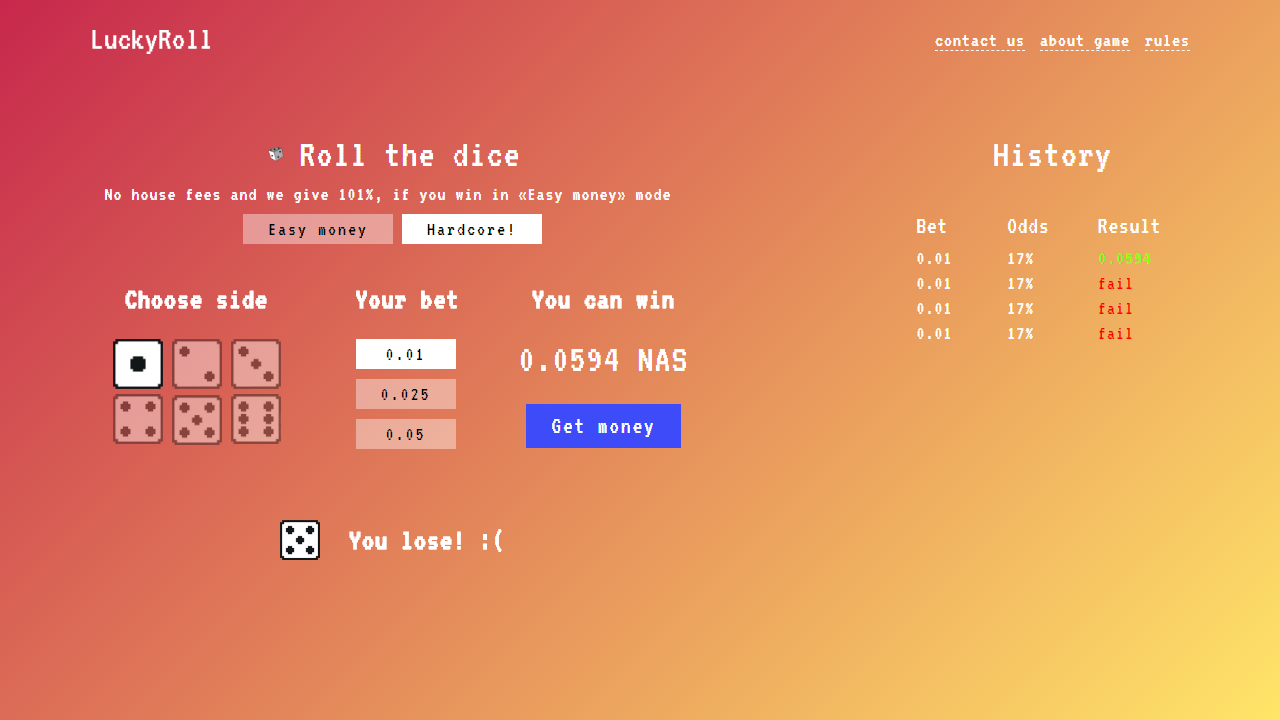 LuckyRoll
contact us about game rules
Roll the dice
No house fees and we give 101%, if you win in «Easy money» mode
Easy money Hardcore!
Choose side
Your bet
0.01
0.025
0.05
You can win
0.0594 NAS
Get money
You lose! :(
History
Bet Odds Result
0.01 17% 0.0594
0.01 17% fail
0.01 17% fail
0.01 17% fail